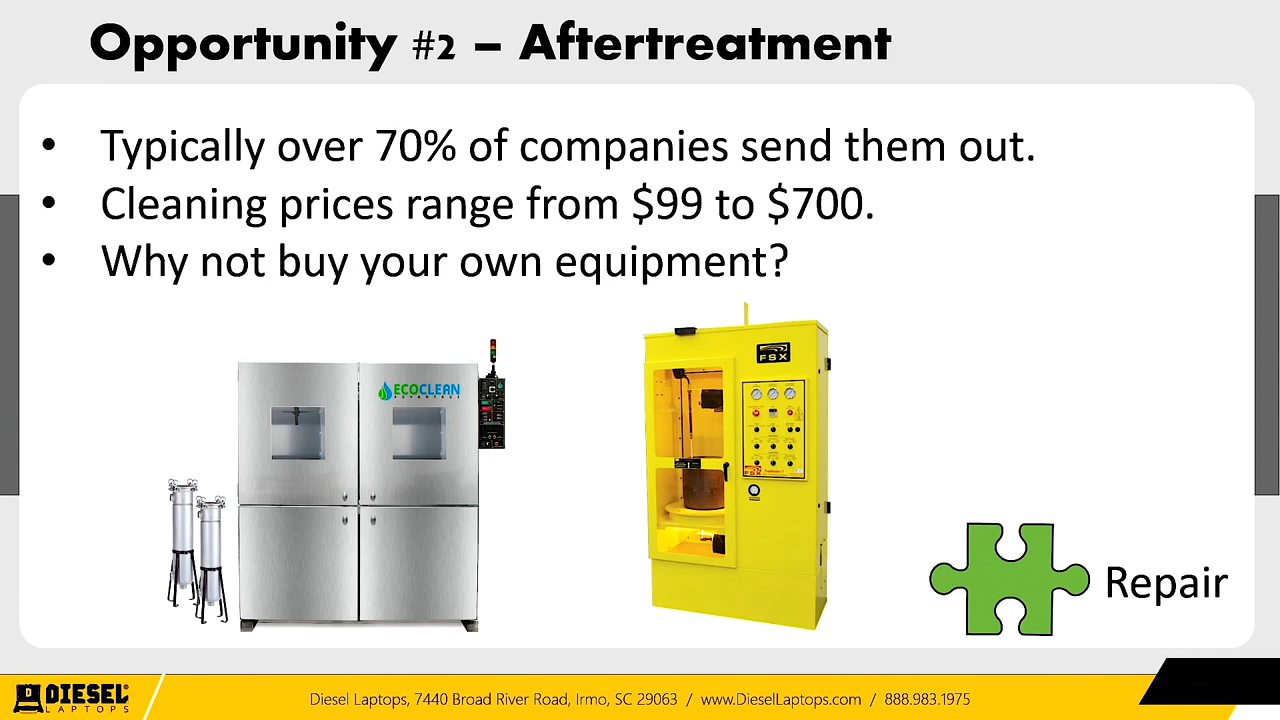 Opportunity #2 – Aftertreatment
• Typically over 70% of companies send them out.
• Cleaning prices range from $99 to $700.
• Why not buy your own equipment?
ECOCLEAN
ADVANTAGE
FSX
FSX
Repair
DIESEL
LAPTOPS
Diesel Laptops, 7440 Broad River Road, Irmo, SC 29063 / www.DieselLaptops.com / 888.983.1975